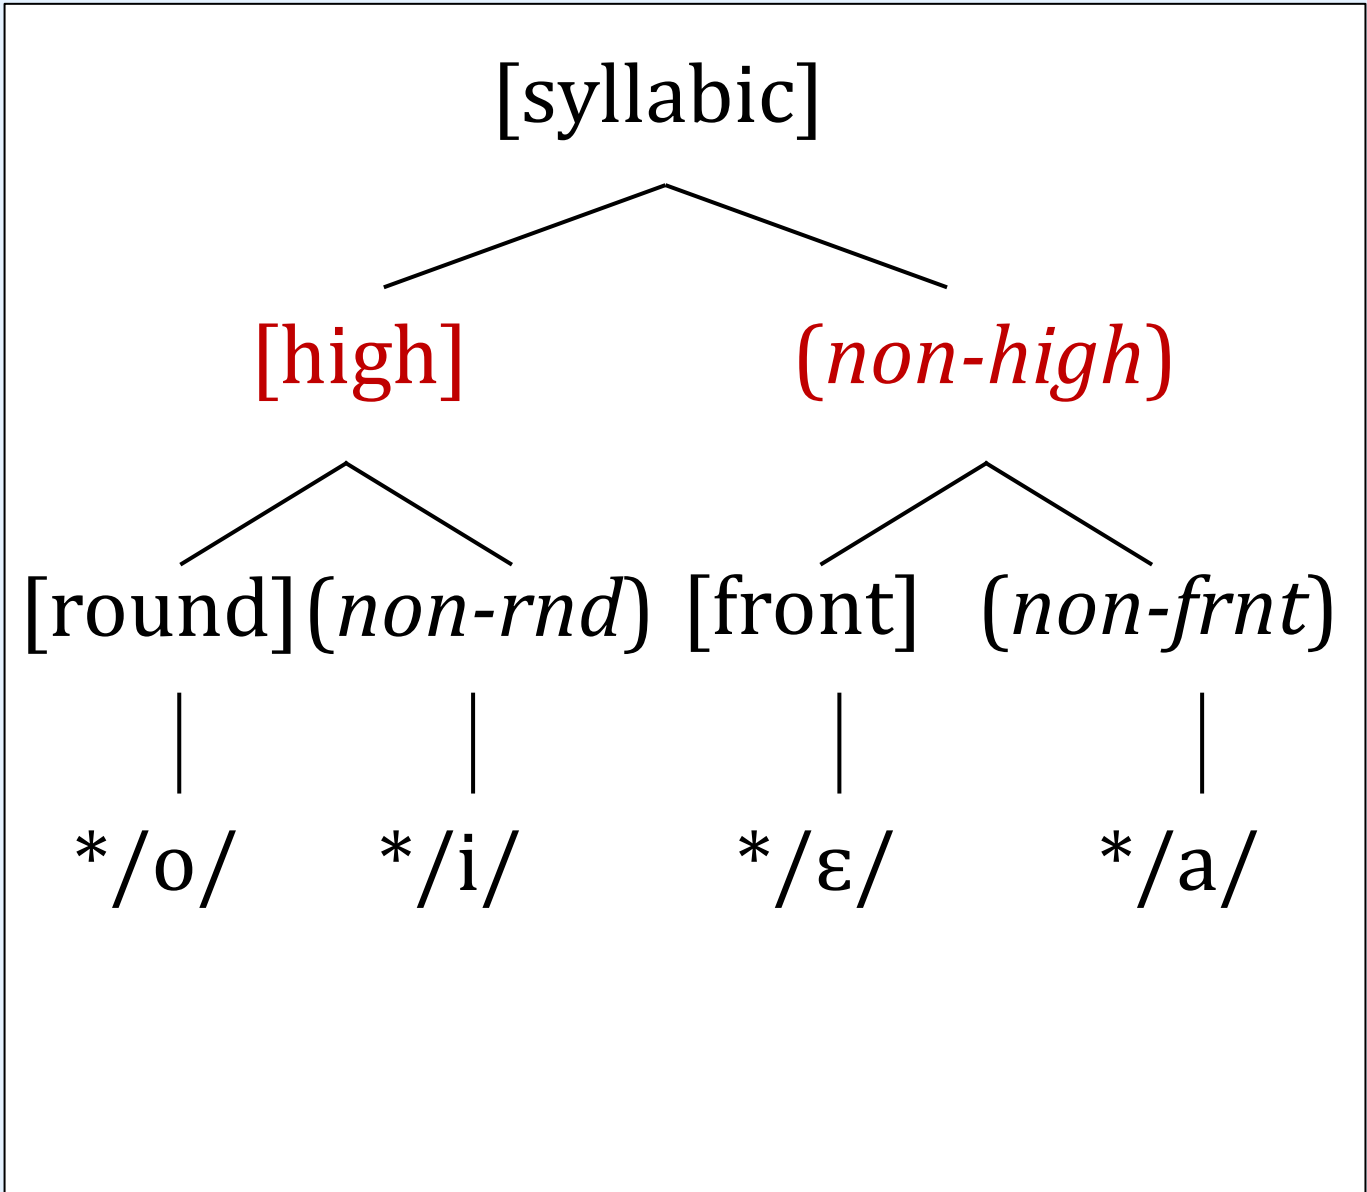 [syllabic]
[high] (non-high)
[round] (non-rnd) [front] (non-frnt)
*/o/ */i/ */ɛ/ */a/